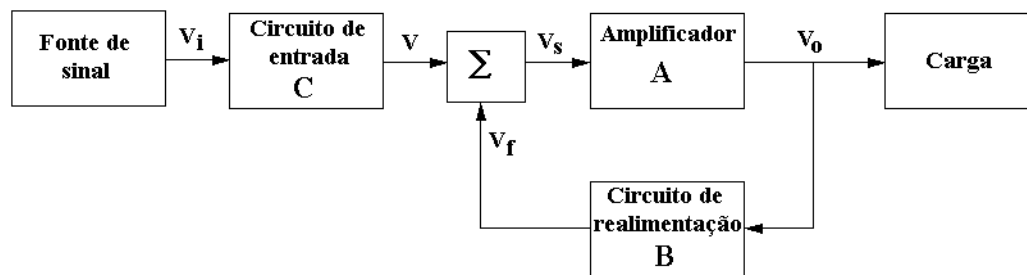 Fonte de
sinal
Vi
Circuito de
entrada
C
V
Σ
Vs
Amplificador
A
Vo
Carga
Vf
Circuito de
realimentação
B